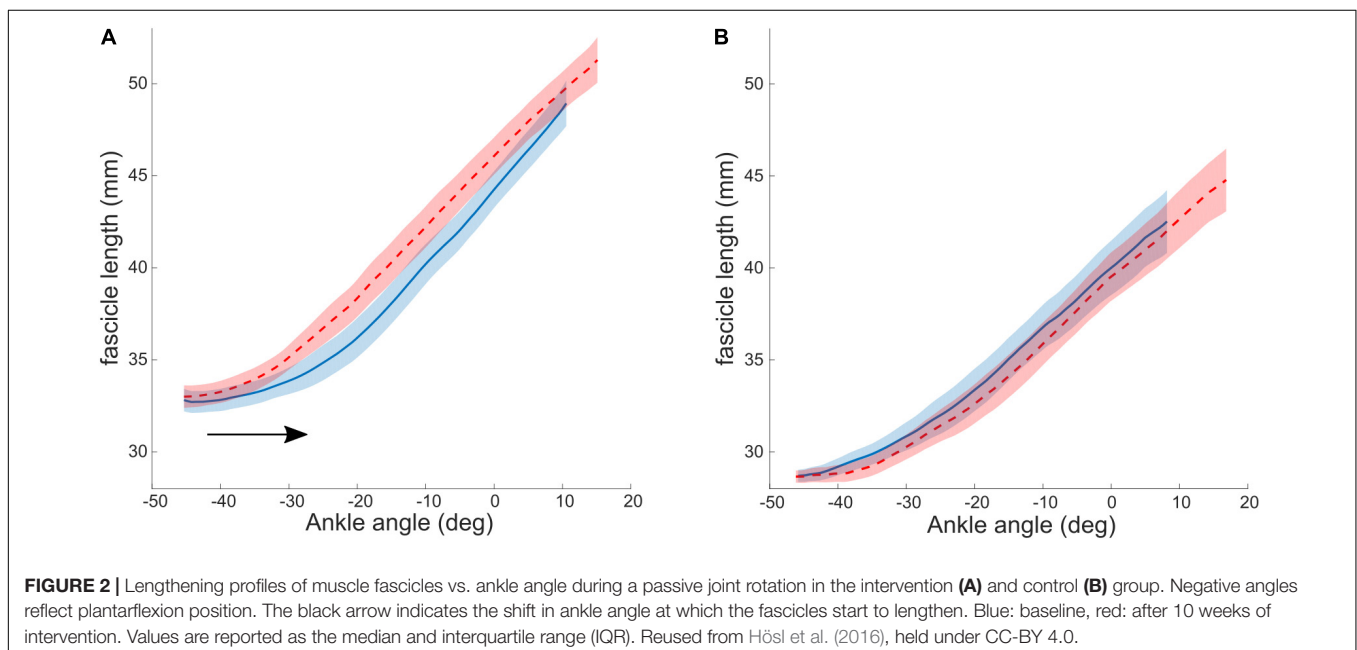 A
50
45
40
35
30
fascicle length (mm)
-50 -40 -30 -20 -10 0 10 20
Ankle angle (deg)
B
50
45
40
35
30
fascicle length (mm)
-50 -40 -30 -20 -10 0 10 20
Ankle angle (deg)
FIGURE 2 | Lengthening profiles of muscle fascicles vs. ankle angle during a passive joint rotation in the intervention (A) and control (B) group. Negative angles
reflect plantarflexion position. The black arrow indicates the shift in ankle angle at which the fascicles start to lengthen. Blue: baseline, red: after 10 weeks of
intervention. Values are reported as the median and interquartile range (IQR). Reused from Hösl et al. (2016), held under CC-BY 4.0.